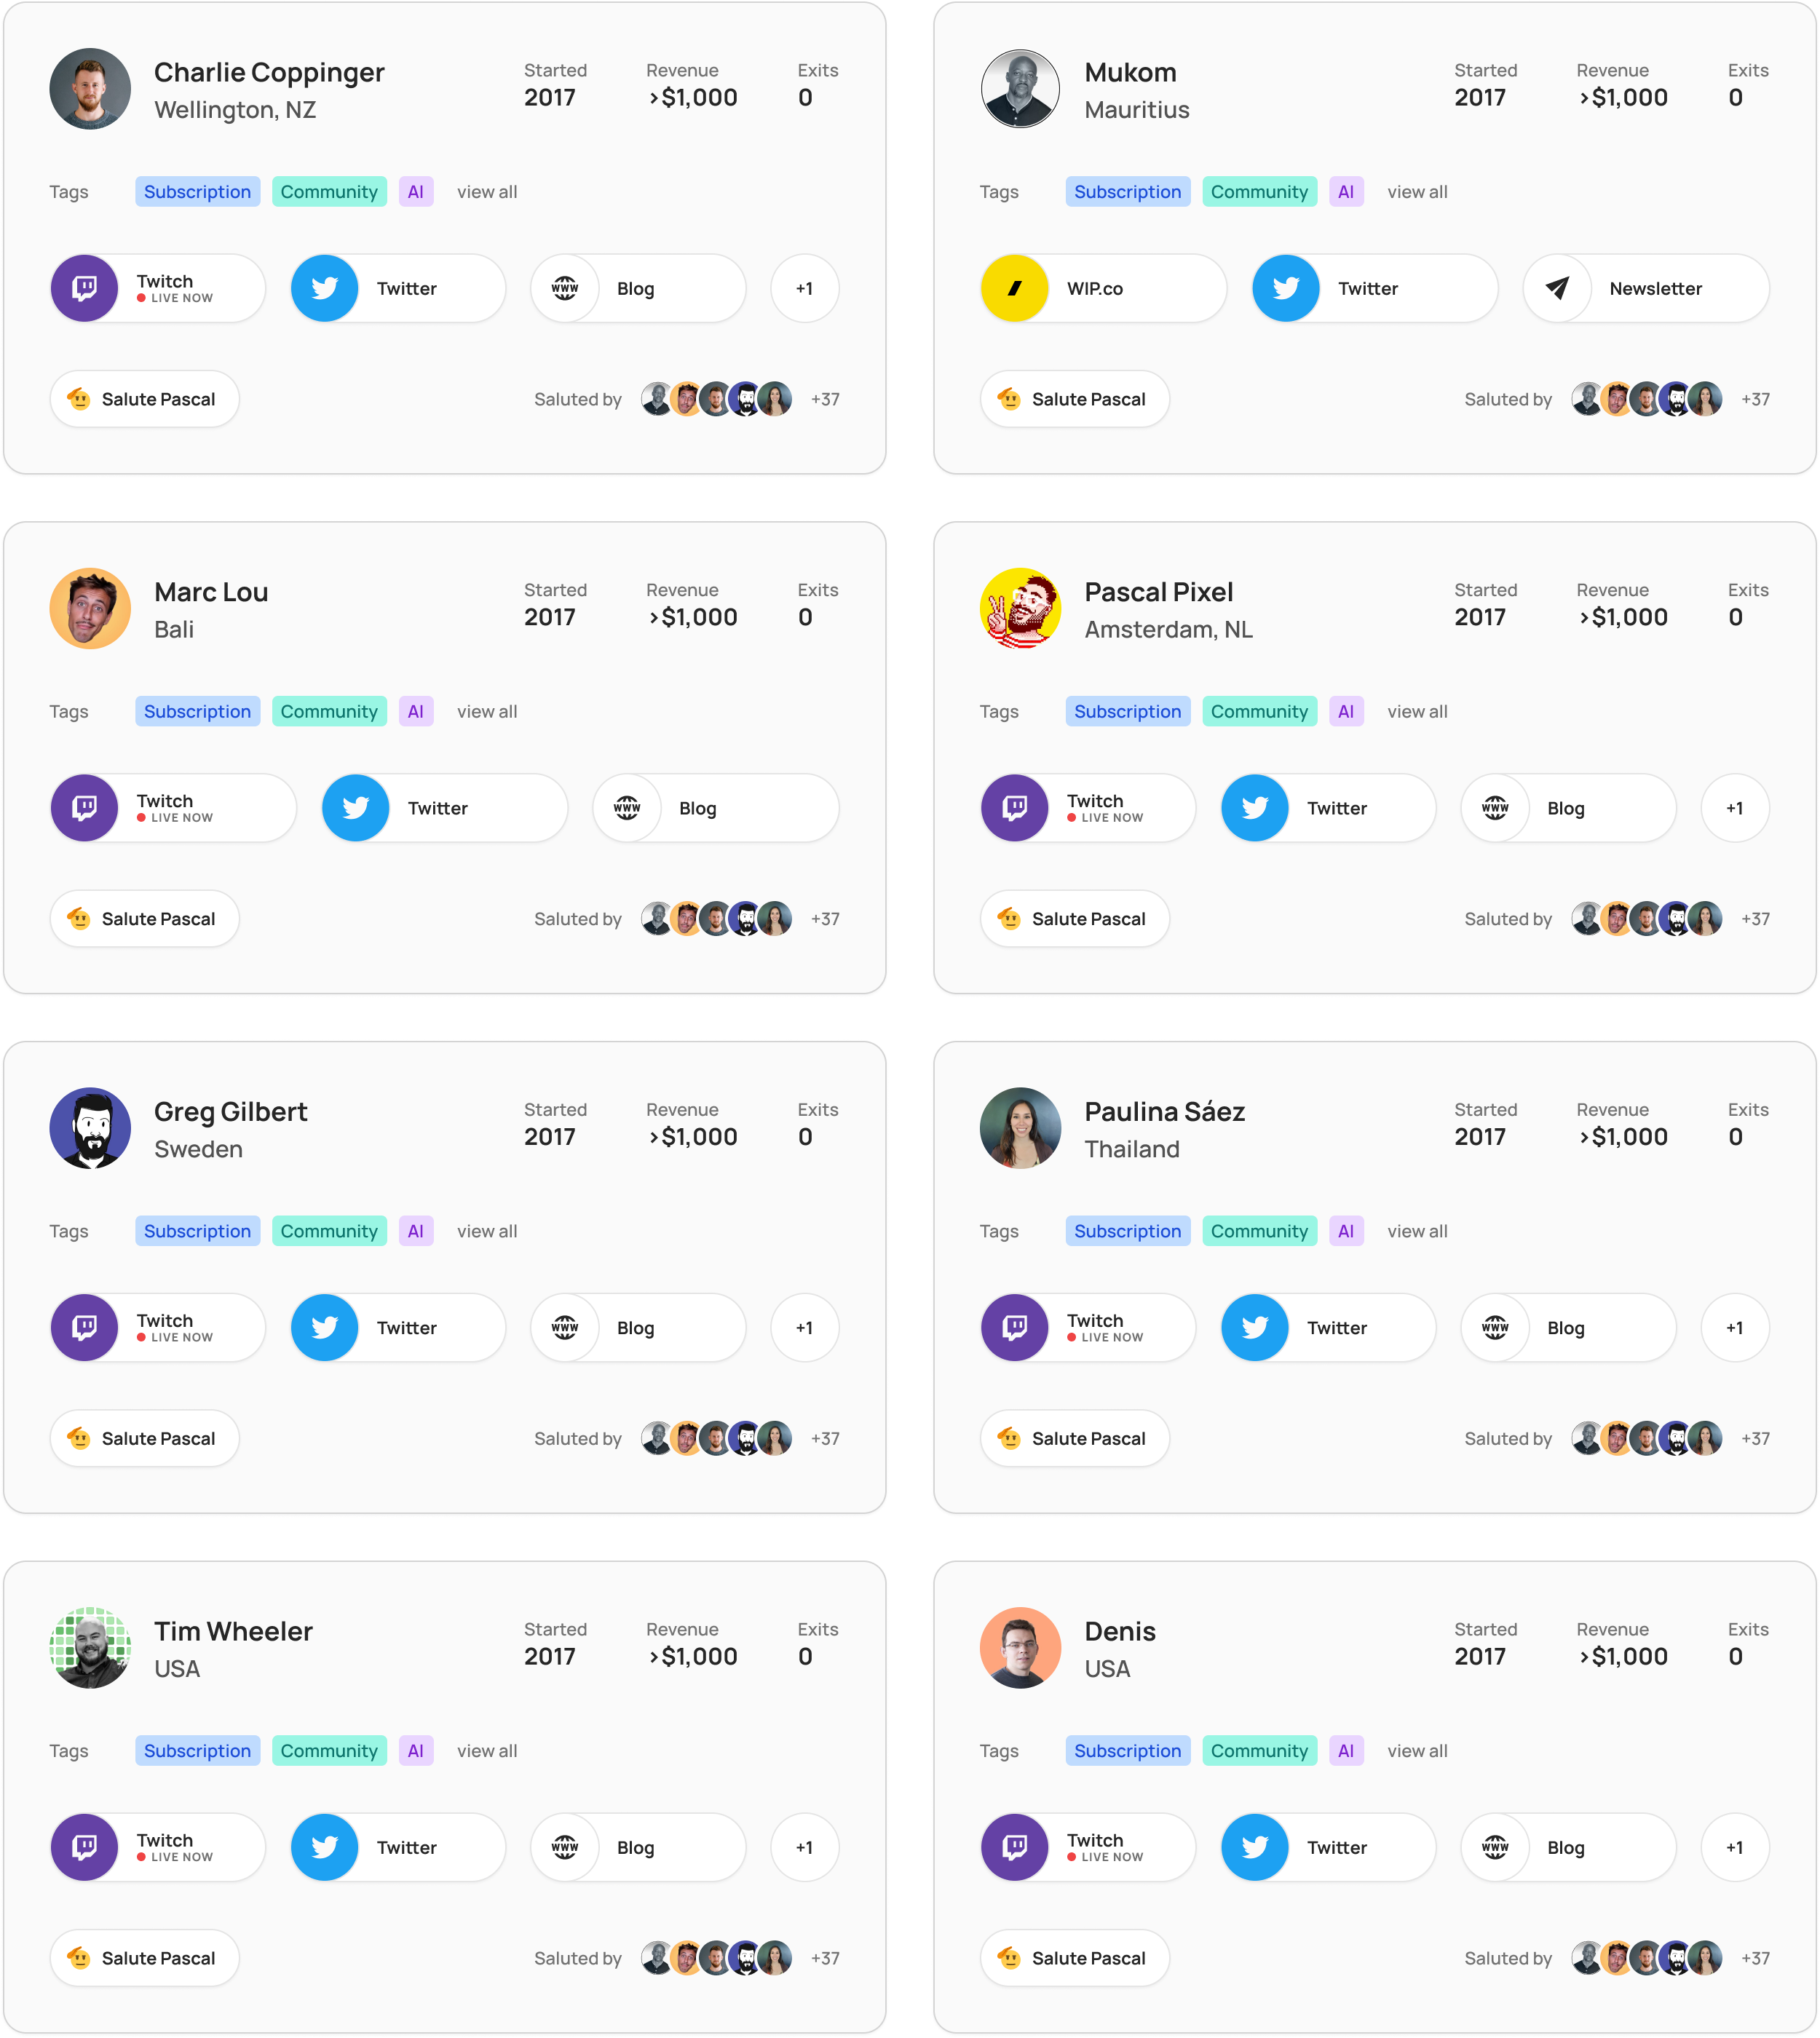 Charlie Coppinger
Wellington, NZ
Started Revenue Exits
2017 >$1,000 0
Tags Subscription Community AI view all
Twitch
LIVE NOW
Twitter
WWW
Blog
+1
Salute Pascal
Saluted by +37
Mukom
Mauritius
Started Revenue Exits
2017 >$1,000 0
Tags Subscription Community AI view all
WIP.co
Twitter
Newsletter
Salute Pascal
Saluted by +37
Marc Lou
Bali
Started Revenue Exits
2017 >$1,000 0
Tags Subscription Community AI view all
Twitch
LIVE NOW
Twitter
WWW
Blog
Salute Pascal
Saluted by +37
Pascal Pixel
Amsterdam, NL
Started Revenue Exits
2017 >$1,000 0
Tags Subscription Community AI view all
Twitch
LIVE NOW
Twitter
WWW
Blog
+1
Salute Pascal
Saluted by +37
Greg Gilbert
Sweden
Started Revenue Exits
2017 >$1,000 0
Tags Subscription Community AI view all
Twitch
LIVE NOW
Twitter
WWW
Blog
+1
Salute Pascal
Saluted by +37
Paulina Sáez
Thailand
Started Revenue Exits
2017 >$1,000 0
Tags Subscription Community AI view all
Twitch
LIVE NOW
Twitter
WWW
Blog
+1
Salute Pascal
Saluted by +37
Tim Wheeler
USA
Started Revenue Exits
2017 >$1,000 0
Tags Subscription Community AI view all
Twitch
LIVE NOW
Twitter
WWW
Blog
+1
Salute Pascal
Saluted by +37
Denis
USA
Started Revenue Exits
2017 >$1,000 0
Tags Subscription Community AI view all
Twitch
LIVE NOW
Twitter
WWW
Blog
+1
Salute Pascal
Saluted by +37